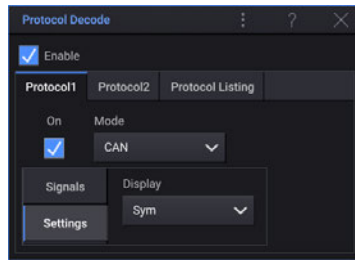 Protocol Decode
Enable
Protocol1 Protocol2 Protocol Listing
On Mode
CAN
Signals Display
Sym
Settings